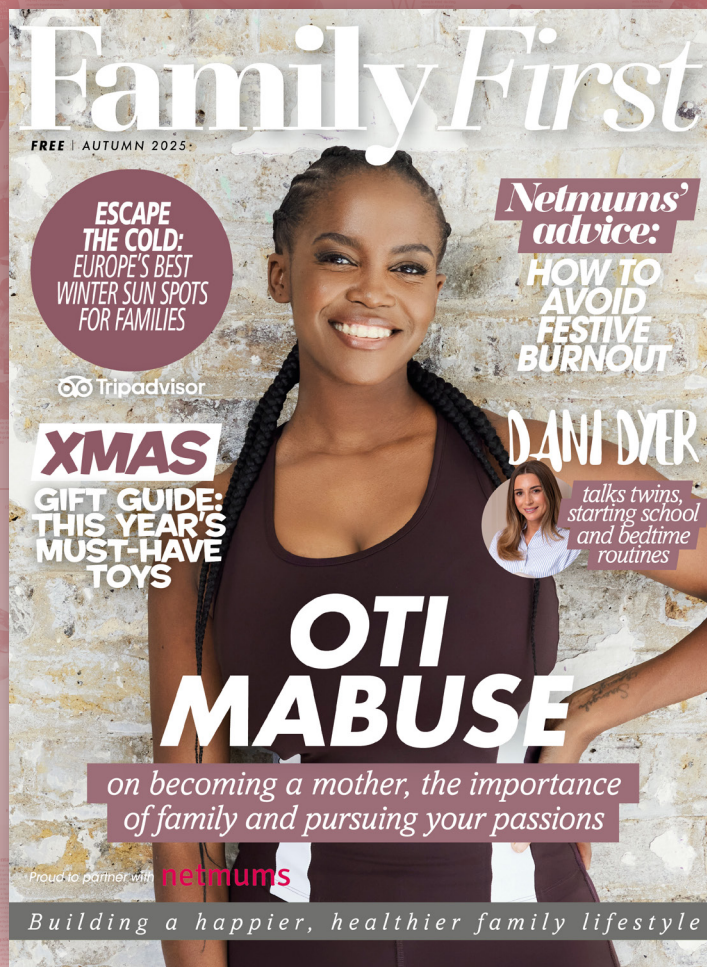 FamilyFirst
FREE | AUTUMN 2025
ESCAPE
THE COLD:
EUROPE'S BEST
WINTER SUN SPOTS
FOR FAMILIES
Tripadvisor
XMAS
GIFT GUIDE:
THIS YEAR'S
MUST-HAVE
TOYS
Netmums'
advice:
HOW TO
AVOID
FESTIVE
BURNOUT
DANI DYER
talks twins,
starting school
and bedtime
routines
OTI
MABUSE
on becoming a mother, the importance
of family and pursuing your passions
Proud to partner with netmums
Building a happier, healthier family lifestyle